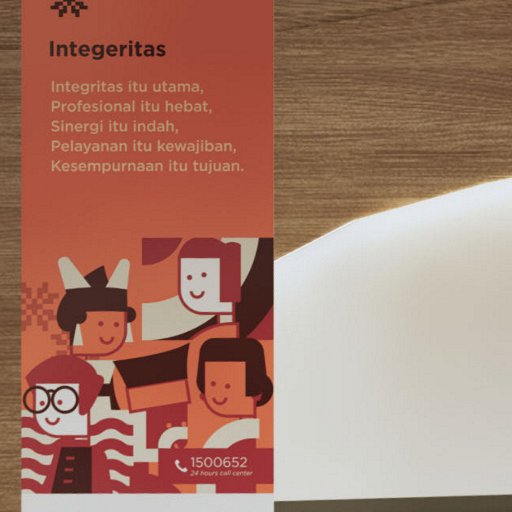 Integeritas
Integritas itu utama,
Profesional itu hebat,
Sinergi itu indah,
Pelayanan itu kewajiban,
Kesempurnaan itu tujuan.
1500652
24 hours call center